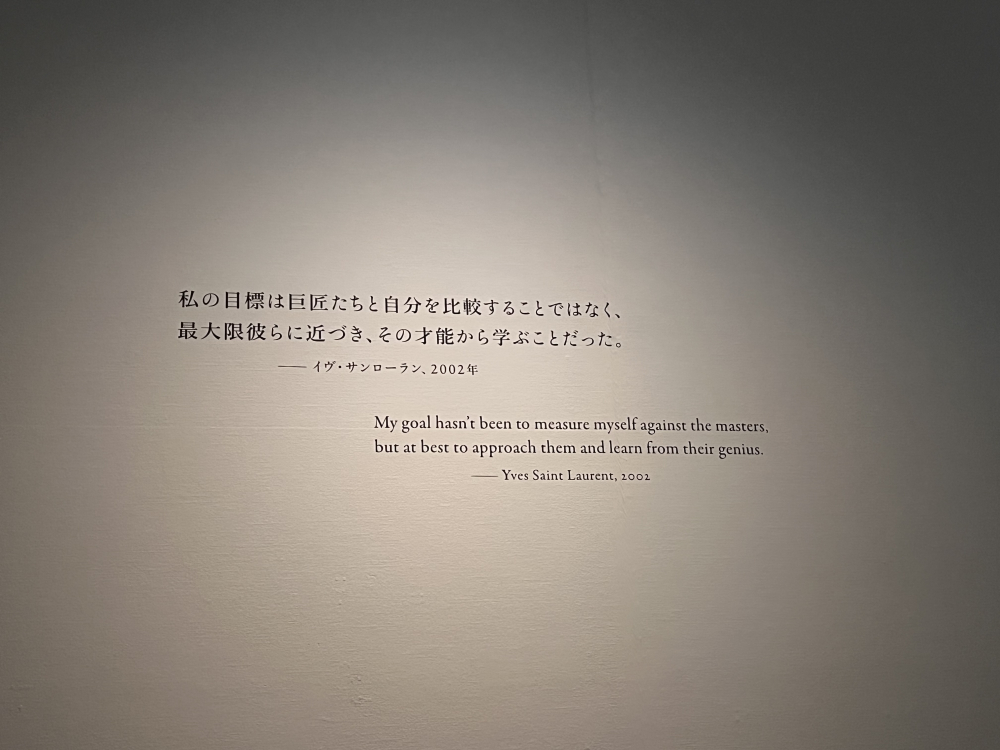 私の目標は巨匠たちと自分を比較することではなく、
最大限彼らに近づき、その才能から学ぶことだった。
—— イヴ・サンローラン、2002年
My goal hasn't been to measure myself against the masters,
but at best to approach them and learn from their genius.
—— Yves Saint Laurent, 2002